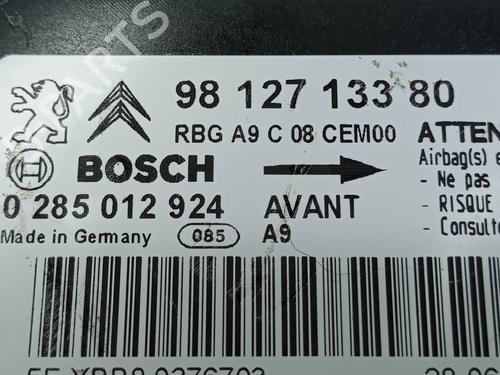 98 127 133 80
RBG A9 C 08 CEM00
ATTEN
BOSCH
Airbag(s) e
- Ne pas
- RISQUE
- Consulte
0 285 012 924
AVANT
Made in Germany
085
A9
PARTS